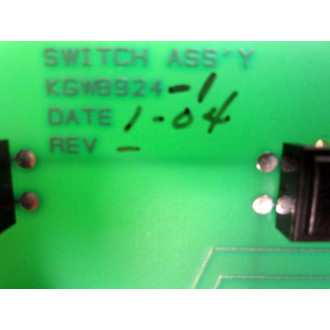 SWITCH ASS'Y
KGW8924-1
DATE 1-04
REV -